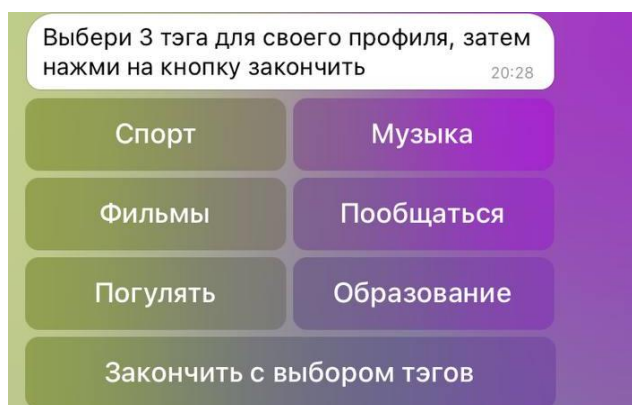 Выбери 3 тэга для своего профиля, затем
нажми на кнопку закончить
20:28
Спорт
Музыка
Фильмы
Пообщаться
Погулять
Образование
Закончить с выбором тэгов